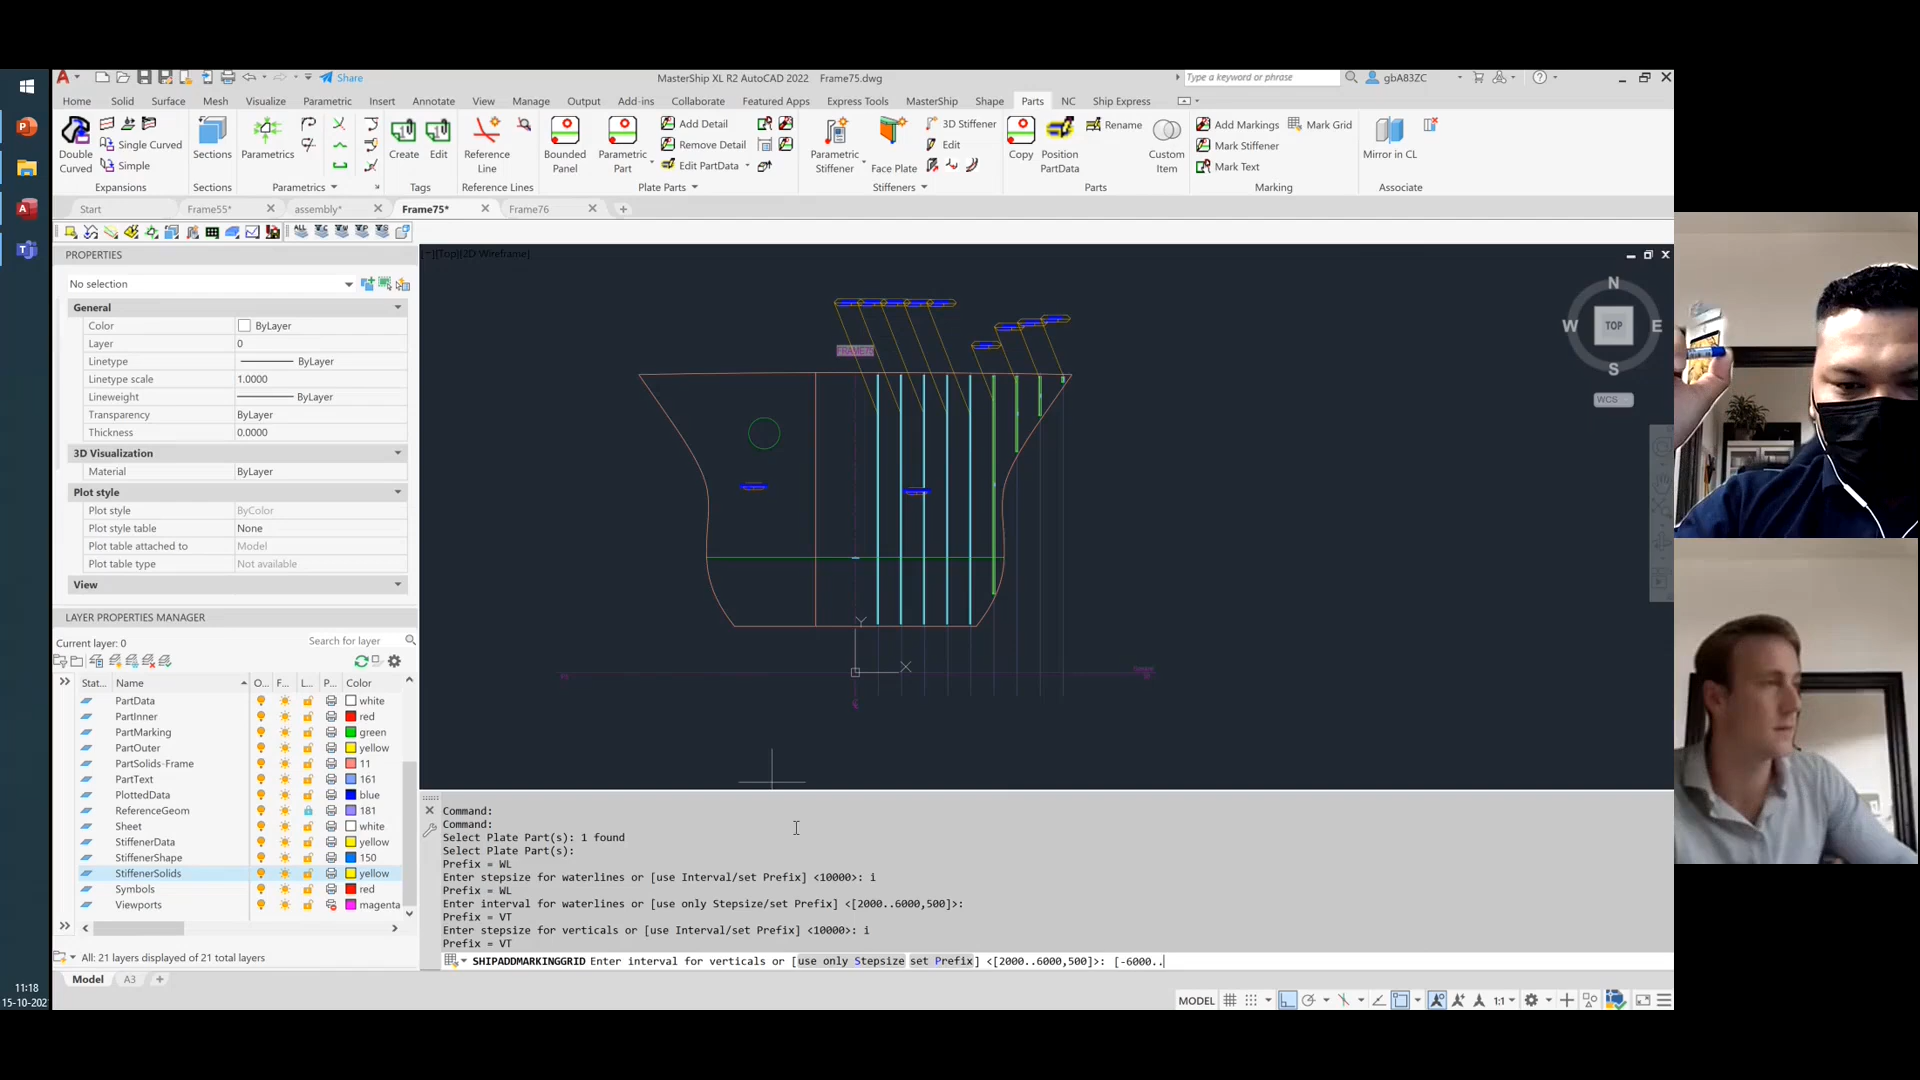 Share
MasterShip XL R2 AutoCAD 2022 Frame75.dwg
Type a keyword or phrase
gbA83ZC
Home Solid Surface Mesh Visualize Parametric Insert Annotate View Manage Output Add-ins Collaborate Featured Apps Express Tools MasterShip Shape Parts NC Ship Express
Double Curved
Single Curved
Simple
Sections
Parametrics
Create
Edit
Reference Line
Bounded Panel
Parametric Part
Add Detail
Remove Detail
Edit PartData
Parametric Stiffener
Face Plate
3D Stiffener
Edit
Copy
Position PartData
Rename
Custom Item
Add Markings
Mark Grid
Mark Stiffener
Mark Text
Mirror in CL
Expansions Sections Parametrics Tags Reference Lines Plate Parts Stiffeners Parts Marking Associate
Start Frame55* assembly* Frame75* Frame76
PROPERTIES
No selection
General
Color ByLayer
Layer 0
Linetype ByLayer
Linetype scale 1.0000
Lineweight ByLayer
Transparency ByLayer
Thickness 0.0000
3D Visualization
Material ByLayer
Plot style
Plot style ByColor
Plot style table None
Plot table attached to Model
Plot table type Not available
View
LAYER PROPERTIES MANAGER
Current layer: 0
Search for layer
Stat... Name O... F... L... P... Color
PartData white
PartInner red
PartMarking green
PartOuter yellow
PartSolids-Frame 11
PartText 161
PlottedData blue
ReferenceGeom 181
Sheet white
StiffenerData yellow
StiffenerShape 150
StiffenerSolids yellow
Symbols red
Viewports magenta
All: 21 layers displayed of 21 total layers
Model A3
[−][Top][2D Wireframe]
N
W TOP E
S
WCS
FRAME75
Y
X
Command:
Command:
Select Plate Part(s): 1 found
Select Plate Part(s):
Prefix = WL
Enter stepsize for waterlines or [use Interval/set Prefix] <10000>: i
Prefix = WL
Enter interval for waterlines or [use only Stepsize/set Prefix] <[2000..6000,500]>:
Prefix = VT
Enter stepsize for verticals or [use Interval/set Prefix] <10000>: i
Prefix = VT
SHIPADDMARKINGGRID Enter interval for verticals or [use only Stepsize set Prefix] <[2000..6000,500]>: [-6000..
MODEL
1:1
11:18
15-10-202